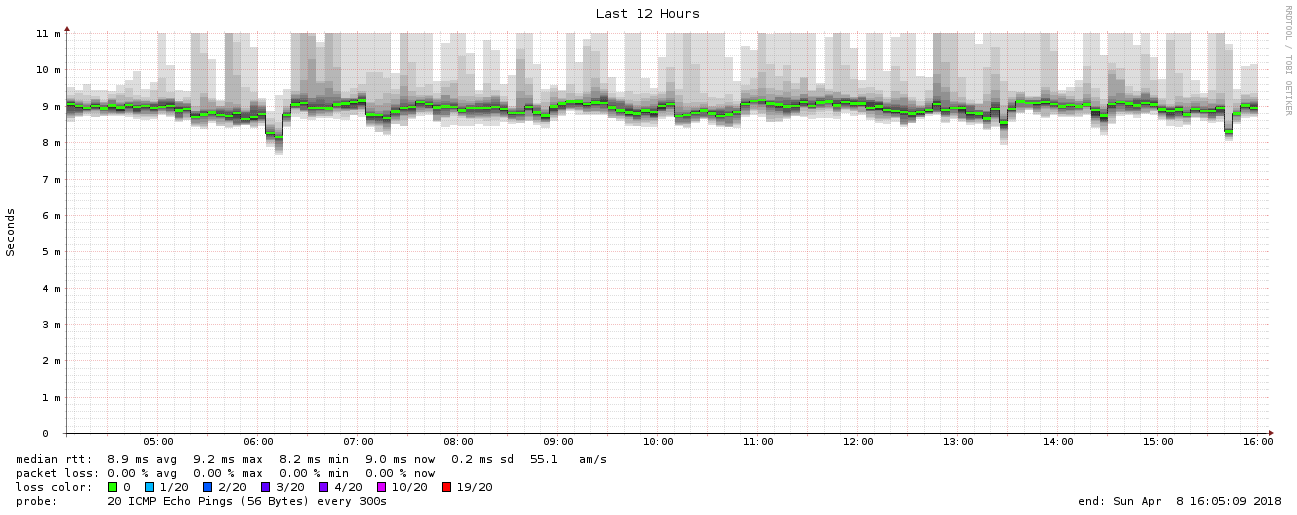 Last 12 Hours
RRDTOOL / TOBI OETIKER
Seconds
11 m
10 m
9 m
8 m
7 m
6 m
5 m
4 m
3 m
2 m
1 m
0
05:00 06:00 07:00 08:00 09:00 10:00 11:00 12:00 13:00 14:00 15:00 16:00
median rtt: 8.9 ms avg 9.2 ms max 8.2 ms min 9.0 ms now 0.2 ms sd 55.1 am/s
packet loss: 0.00 % avg 0.00 % max 0.00 % min 0.00 % now
loss color: 0 1/20 2/20 3/20 4/20 10/20 19/20
probe: 20 ICMP Echo Pings (56 Bytes) every 300s end: Sun Apr 8 16:05:09 2018